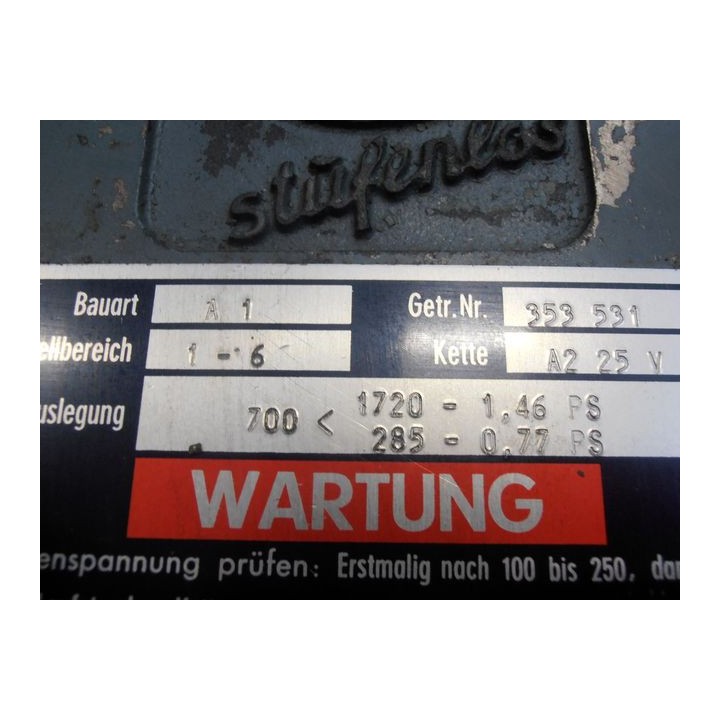 stufenlos
Bauart A 1 Getr.Nr. 353 531
ellbereich 1 - 6 Kette A2 25 V
uslegung 700 < 1720 - 1,46 PS
285 - 0,77 PS
WARTUNG
enspannung prüfen: Erstmalig nach 100 bis 250, dan